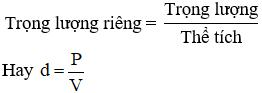 Trọng lượng riêng = Trọng lượng / Thể tích
Hay d = P / V